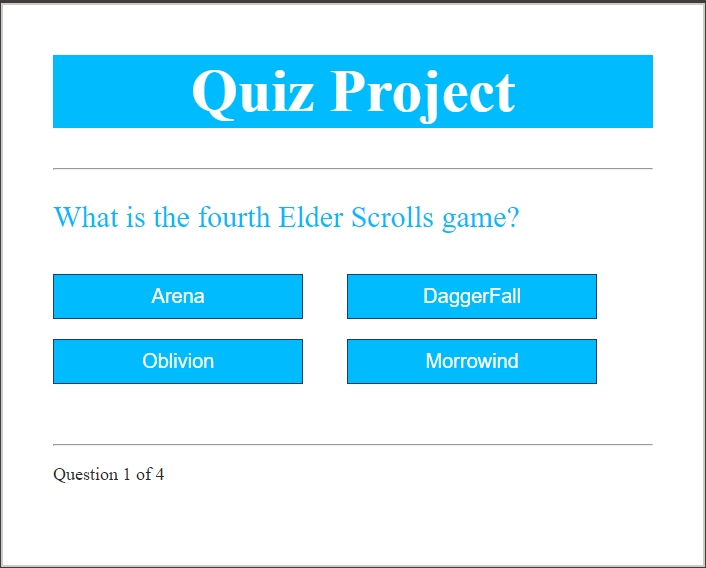 Quiz Project
What is the fourth Elder Scrolls game?
Arena
DaggerFall
Oblivion
Morrowind
Question 1 of 4